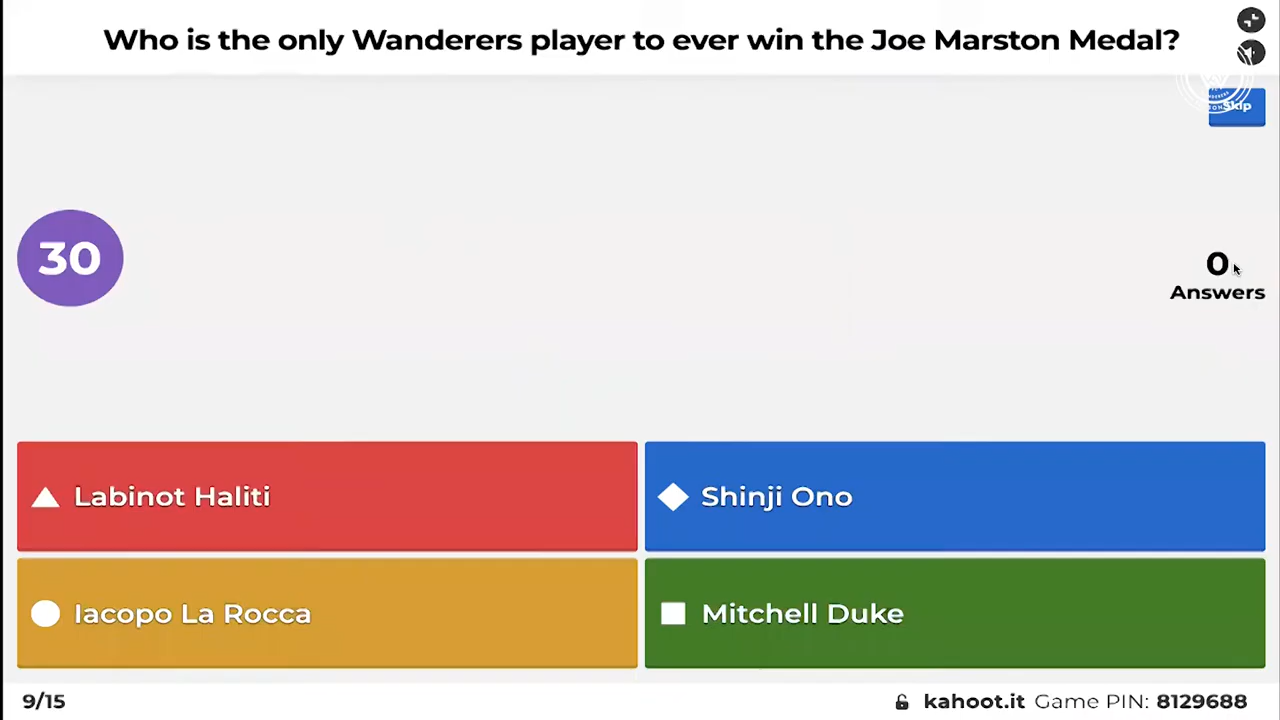 Who is the only Wanderers player to ever win the Joe Marston Medal?
Skip
30
0
Answers
Labinot Haliti
Shinji Ono
Iacopo La Rocca
Mitchell Duke
9/15
kahoot.it Game PIN: 8129688